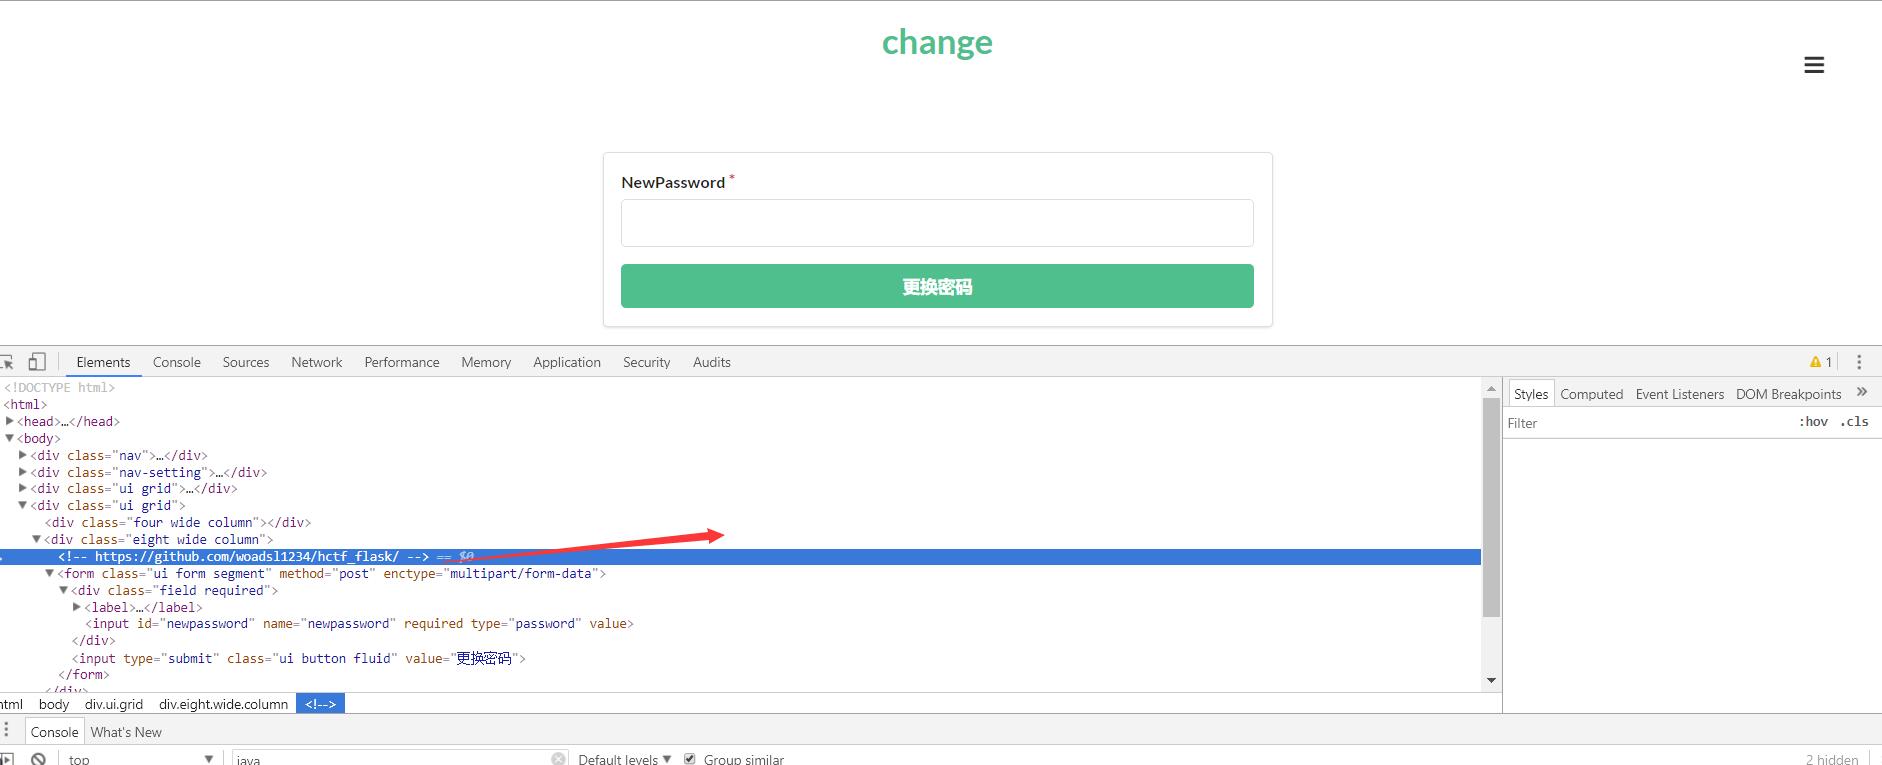 change
NewPassword *
更换密码
Elements Console Sources Network Performance Memory Application Security Audits 1
<!DOCTYPE html>
<html>
<head>…</head>
<body>
<div class="nav">…</div>
<div class="nav-setting">…</div>
<div class="ui grid">…</div>
<div class="ui grid">
<div class="four wide column"></div>
<div class="eight wide column">
<!-- https://github.com/woadsl1234/hctf_flask/ --> == $0
<form class="ui form segment" method="post" enctype="multipart/form-data">
<div class="field required">
<label>…</label>
<input id="newpassword" name="newpassword" required type="password" value>
</div>
<input type="submit" class="ui button fluid" value="更换密码">
</form>
</div>
Styles Computed Event Listeners DOM Breakpoints »
Filter :hov .cls
html body div.ui.grid div.eight.wide.column <!-->
Console What's New
top java Default levels Group similar 2 hidden